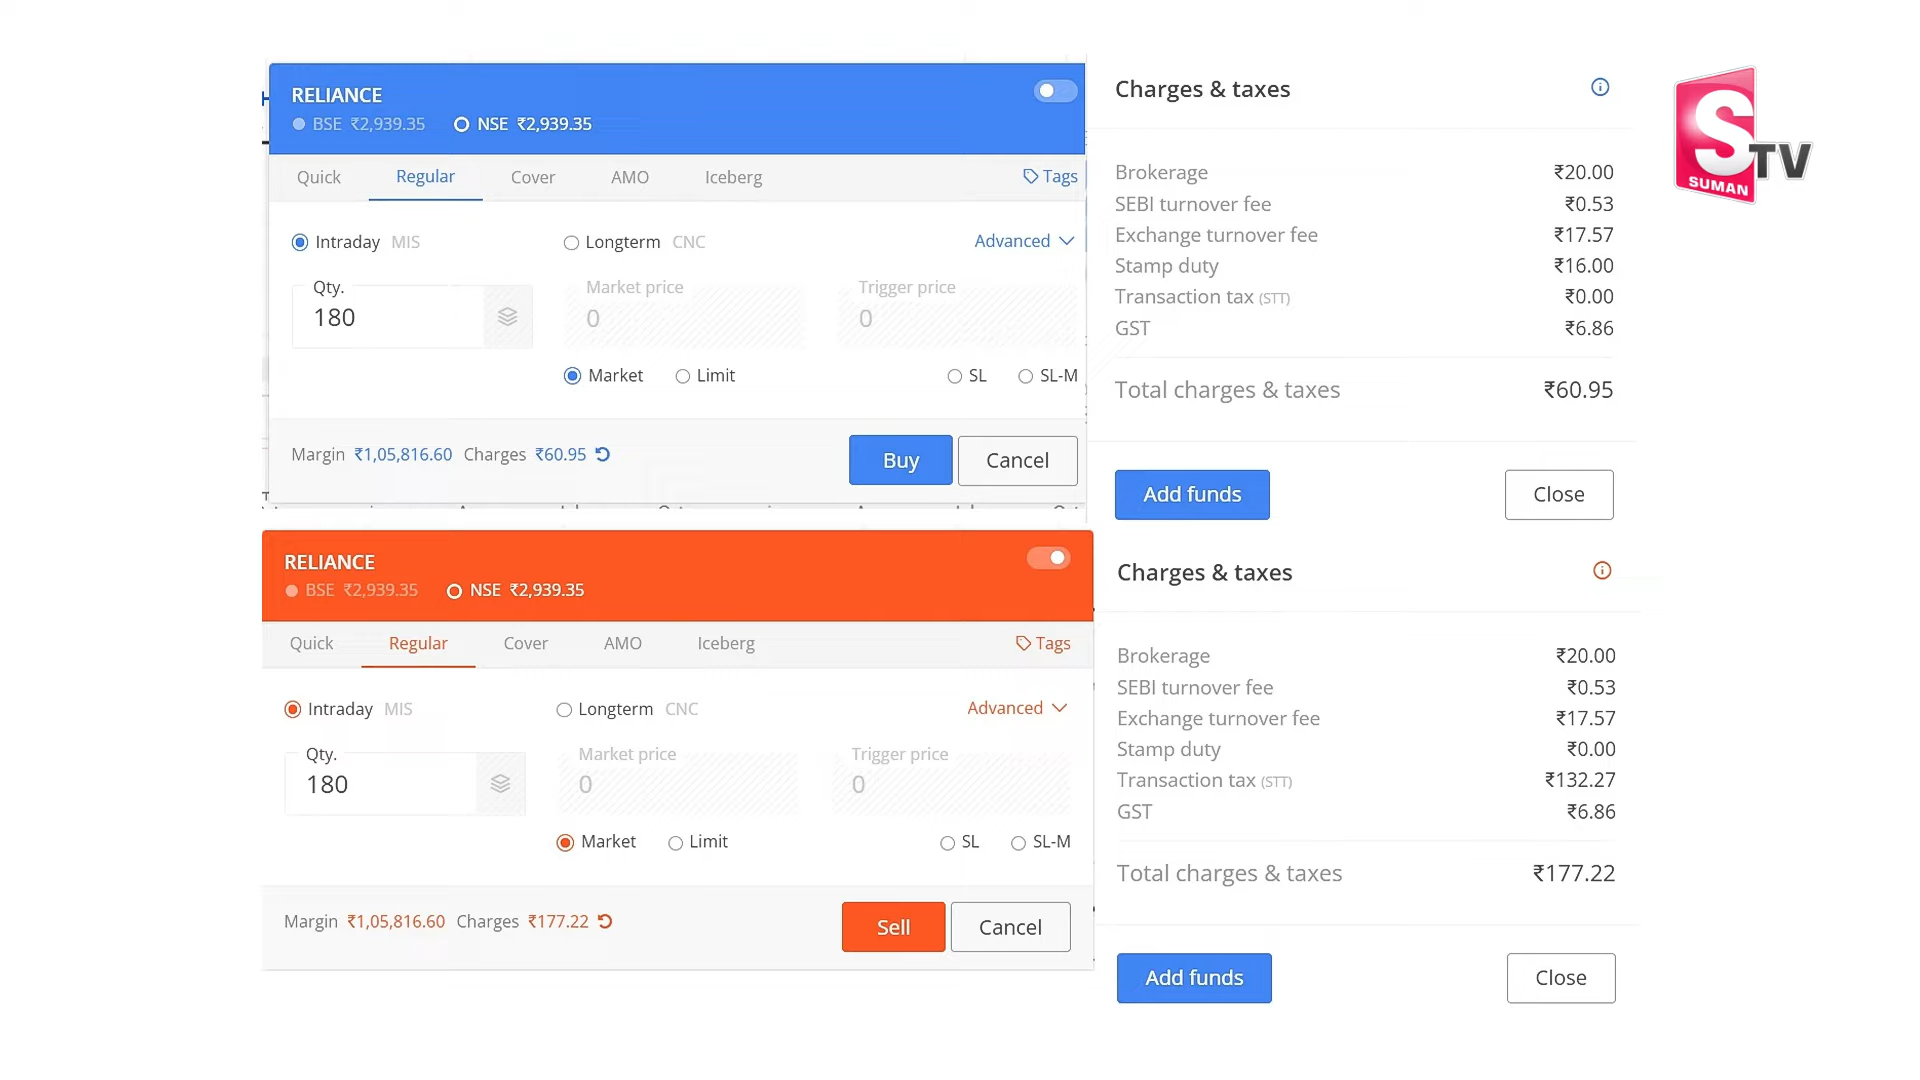 RELIANCE
BSE ₹2,939.35 NSE ₹2,939.35
Quick Regular Cover AMO Iceberg Tags
Intraday MIS Longterm CNC Advanced
Qty. Market price Trigger price
180 0 0
Market Limit SL SL-M
Margin ₹1,05,816.60 Charges ₹60.95 Buy Cancel
Charges & taxes
Brokerage ₹20.00
SEBI turnover fee ₹0.53
Exchange turnover fee ₹17.57
Stamp duty ₹16.00
Transaction tax (STT) ₹0.00
GST ₹6.86
Total charges & taxes ₹60.95
Add funds Close
RELIANCE
BSE ₹2,939.35 NSE ₹2,939.35
Quick Regular Cover AMO Iceberg Tags
Intraday MIS Longterm CNC Advanced
Qty. Market price Trigger price
180 0 0
Market Limit SL SL-M
Margin ₹1,05,816.60 Charges ₹177.22 Sell Cancel
Charges & taxes
Brokerage ₹20.00
SEBI turnover fee ₹0.53
Exchange turnover fee ₹17.57
Stamp duty ₹0.00
Transaction tax (STT) ₹132.27
GST ₹6.86
Total charges & taxes ₹177.22
Add funds Close
S TV
SUMAN